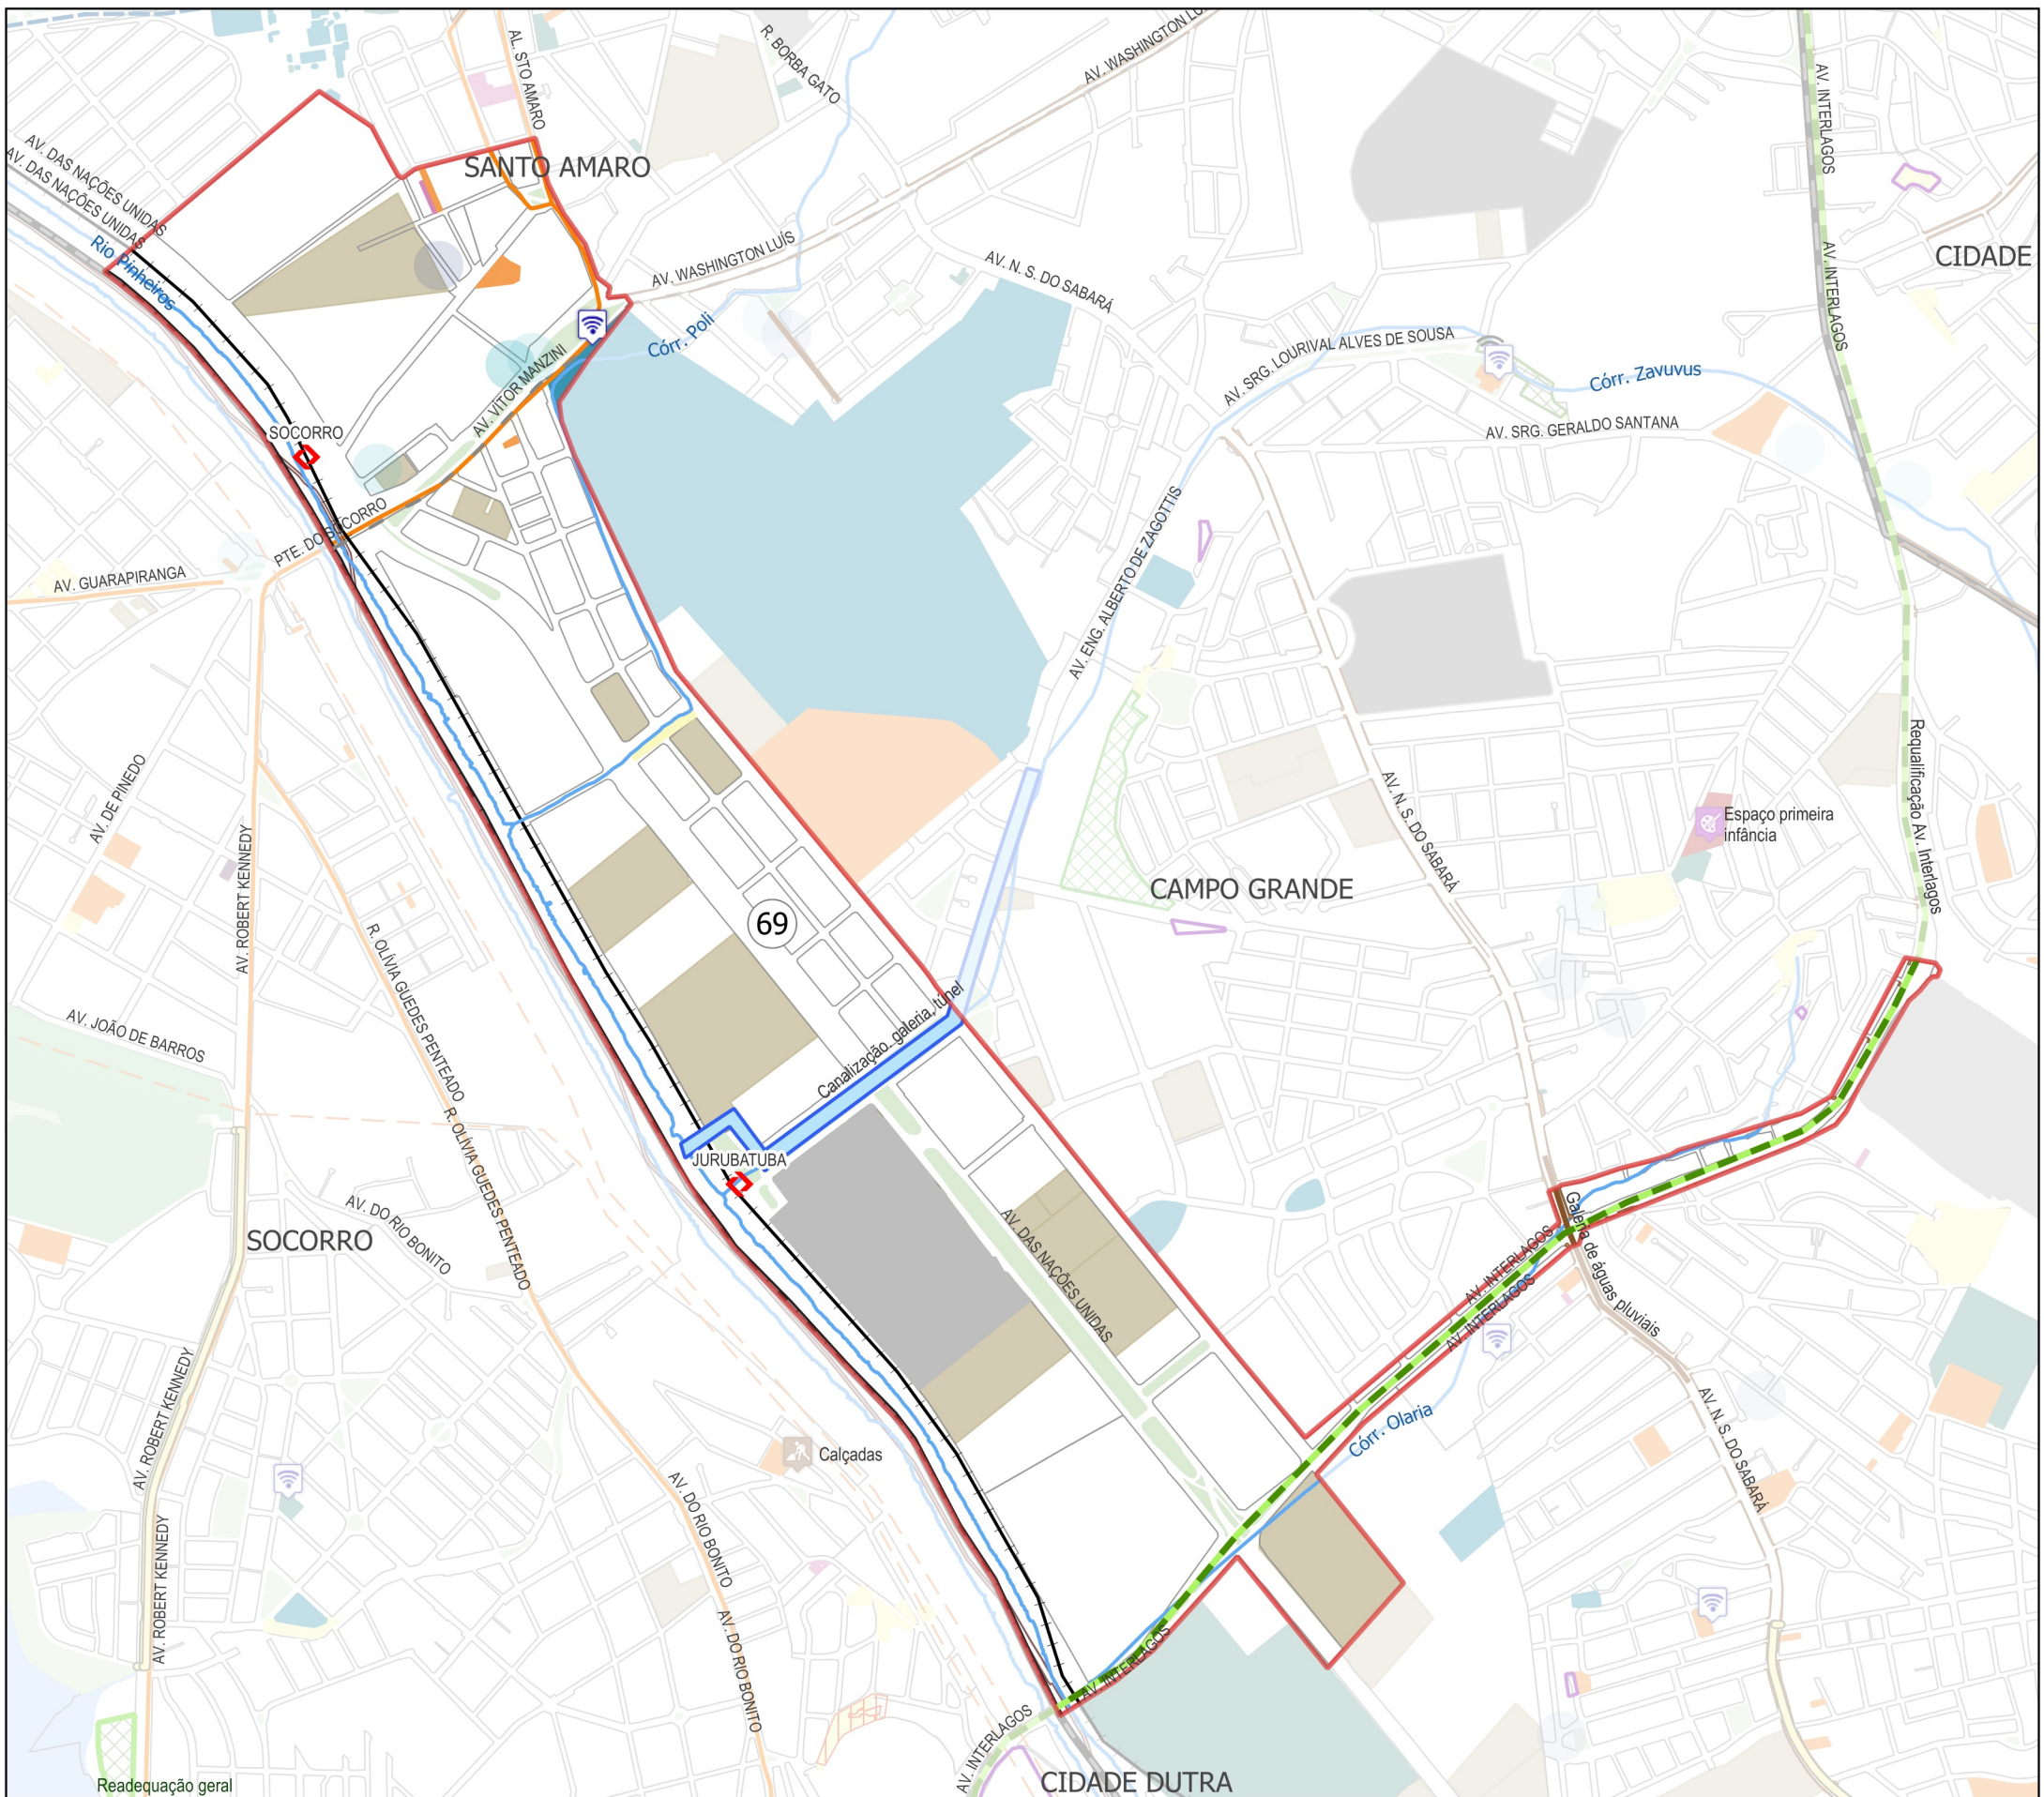 R. BORBA GATO
AV. WASHINGTON LUÍS
AL. STO AMARO
AV. INTERLAGOS
SANTO AMARO
AV. DAS NAÇÕES UNIDAS
AV. DAS NAÇÕES UNIDAS
Rio Pinheiros
AV. WASHINGTON LUÍS
AV. N. S. DO SABARÁ
CIDADE
AV. INTERLAGOS
Córr. Poli
AV. SRG. LOURIVAL ALVES DE SOUSA
Córr. Zavuvus
AV. VITOR MANZINI
SOCORRO
AV. SRG. GERALDO SANTANA
PTE. DO SOCORRO
AV. GUARAPIRANGA
AV. ENG. ALBERTO DE ZAGOTTIS
Requalificação Av. Interlagos
AV. DE PINEDO
AV. ROBERT KENNEDY
AV. N. S. DO SABARÁ
Espaço primeira
infância
CAMPO GRANDE
69
R. OLÍVIA GUEDES PENTEADO
AV. JOÃO DE BARROS
Canalização, galeria, túnel
R. OLÍVIA GUEDES PENTEADO
JURUBATUBA
AV. DO RIO BONITO
SOCORRO
AV. DAS NAÇÕES UNIDAS
AV. INTERLAGOS
AV. INTERLAGOS
Galeria de águas pluviais
AV. ROBERT KENNEDY
Córr. Olaria
Calçadas
AV. N. S. DO SABARÁ
AV. DO RIO BONITO
AV. ROBERT KENNEDY
AV. DO RIO BONITO
AV. INTERLAGOS
AV. INTERLAGOS
Readequação geral
CIDADE DUTRA